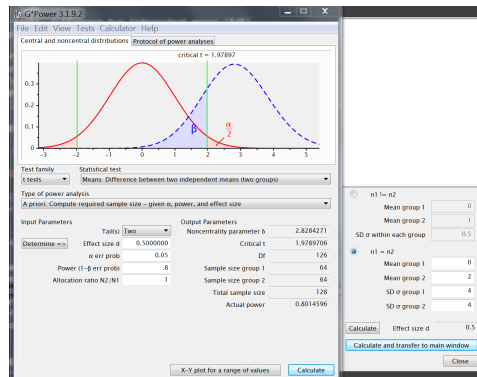 G*Power 3.1.9.2
File Edit View Tests Calculator Help
Central and noncentral distributions Protocol of power analyses
critical t = 1.97897
0.3
0.2
0.1
0
-3 -2 -1 0 1 2 3 4 5
β
α
2
Test family
Statistical test
t tests
Means: Difference between two independent means (two groups)
Type of power analysis
A priori: Compute required sample size - given α, power, and effect size
Input Parameters
Output Parameters
Tail(s) Two
Noncentrality parameter δ 2.8284271
Determine => Effect size d 0.5000000
Critical t 1.9789706
α err prob 0.05
Df 126
Power (1-β err prob) .8
Sample size group 1 64
Allocation ratio N2/N1 1
Sample size group 2 64
Total sample size 128
Actual power 0.8014596
X-Y plot for a range of values
Calculate
n1 != n2
Mean group 1 0
Mean group 2 1
SD σ within each group 0.5
n1 = n2
Mean group 1 0
Mean group 2 2
SD σ group 1 4
SD σ group 2 4
Calculate Effect size d 0.5
Calculate and transfer to main window
Close